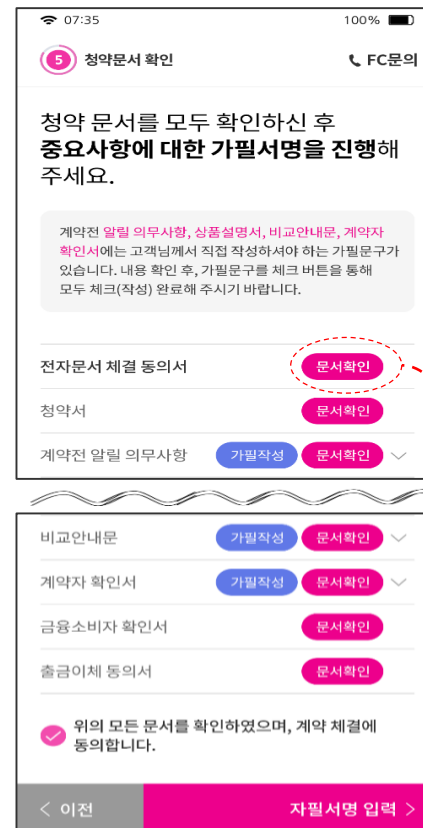 07:35 100%
5 청약문서 확인 FC문의
청약 문서를 모두 확인하신 후
중요사항에 대한 가필서명을 진행해
주세요.
계약전 알릴 의무사항, 상품설명서, 비교안내문, 계약자
확인서에는 고객님께서 직접 작성하셔야 하는 가필문구가
있습니다. 내용 확인 후, 가필문구를 체크 버튼을 통해
모두 체크(작성) 완료해 주시기 바랍니다.
전자문서 체결 동의서 문서확인
청약서 문서확인
계약전 알릴 의무사항 가필작성 문서확인
비교안내문 가필작성 문서확인
계약자 확인서 가필작성 문서확인
금융소비자 확인서 문서확인
출금이체 동의서 문서확인
위의 모든 문서를 확인하였으며, 계약 체결에
동의합니다.
< 이전 자필서명 입력 >